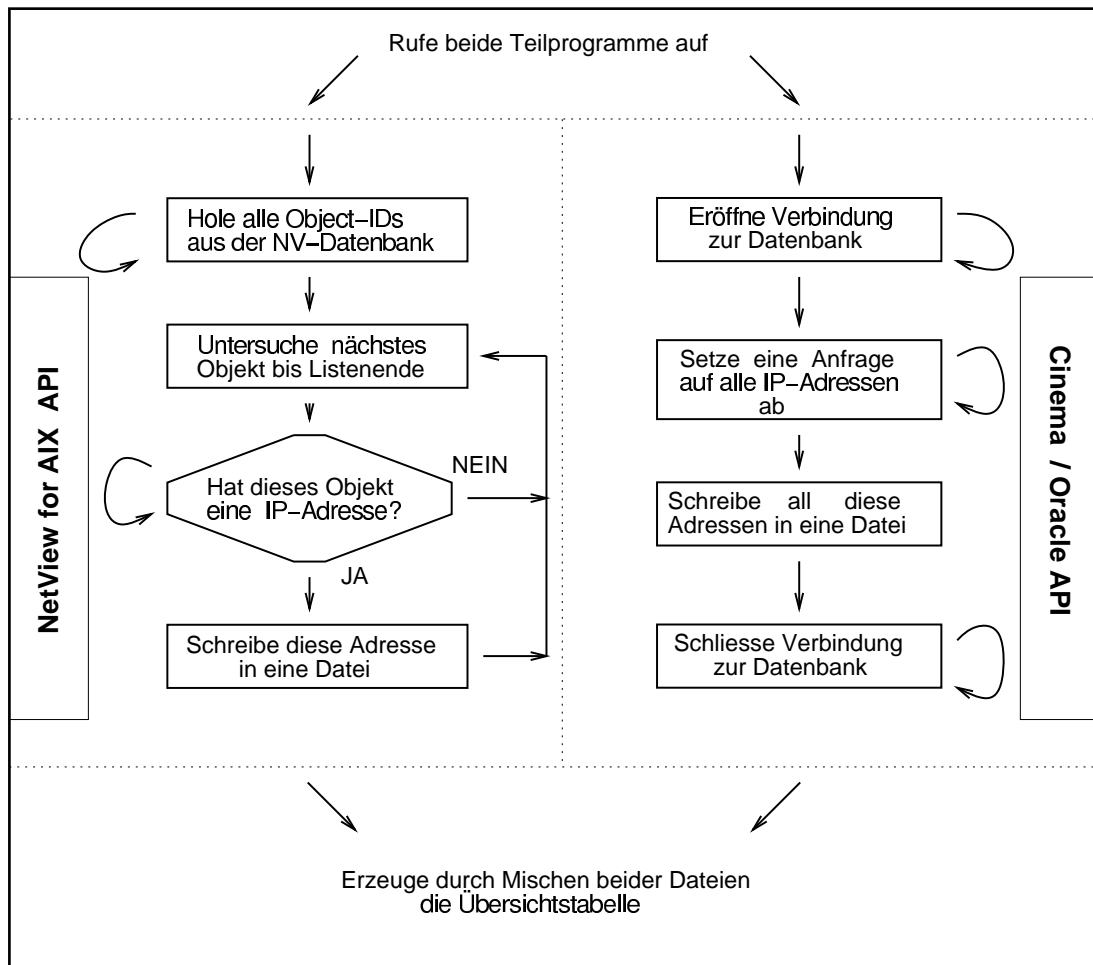 Rufe beide Teilprogramme auf
Hole alle Object-IDs
aus der NV-Datenbank
Untersuche nächstes
Objekt bis Listenende
Hat dieses Objekt
eine IP-Adresse?
NEIN
JA
Schreibe diese Adresse
in eine Datei
NetView for AIX API
Eröffne Verbindung
zur Datenbank
Setze eine Anfrage
auf alle IP-Adressen
ab
Schreibe all diese
Adressen in eine Datei
Schliesse Verbindung
zur Datenbank
Cinema / Oracle API
Erzeuge durch Mischen beider Dateien
die Übersichtstabelle